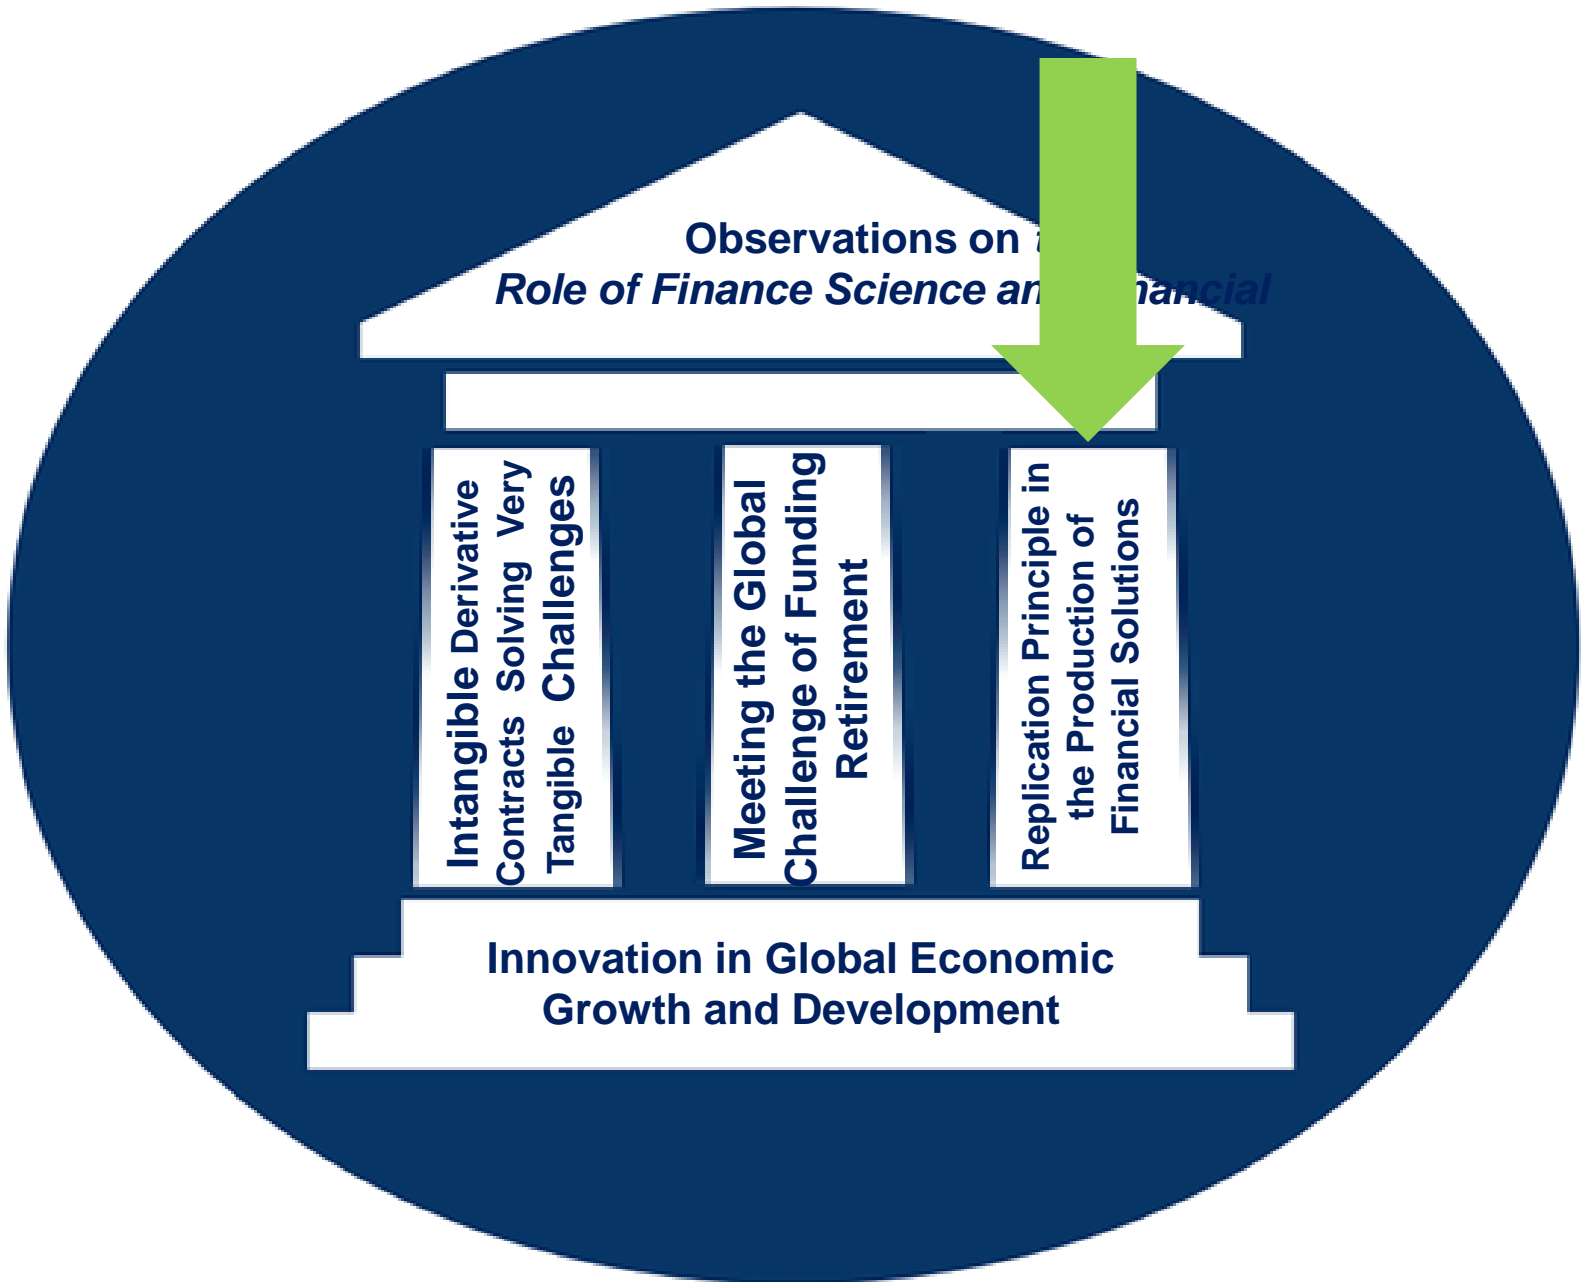 Observations on
Role of Finance Science Financial
Intangible Derivative
Contracts Solving Very
Tangible Challenges
Meeting the Global
Challenge of Funding
Retirement
Replication Principle in
the Production of
Financial Solutions
Innovation in Global Economic
Growth and Development